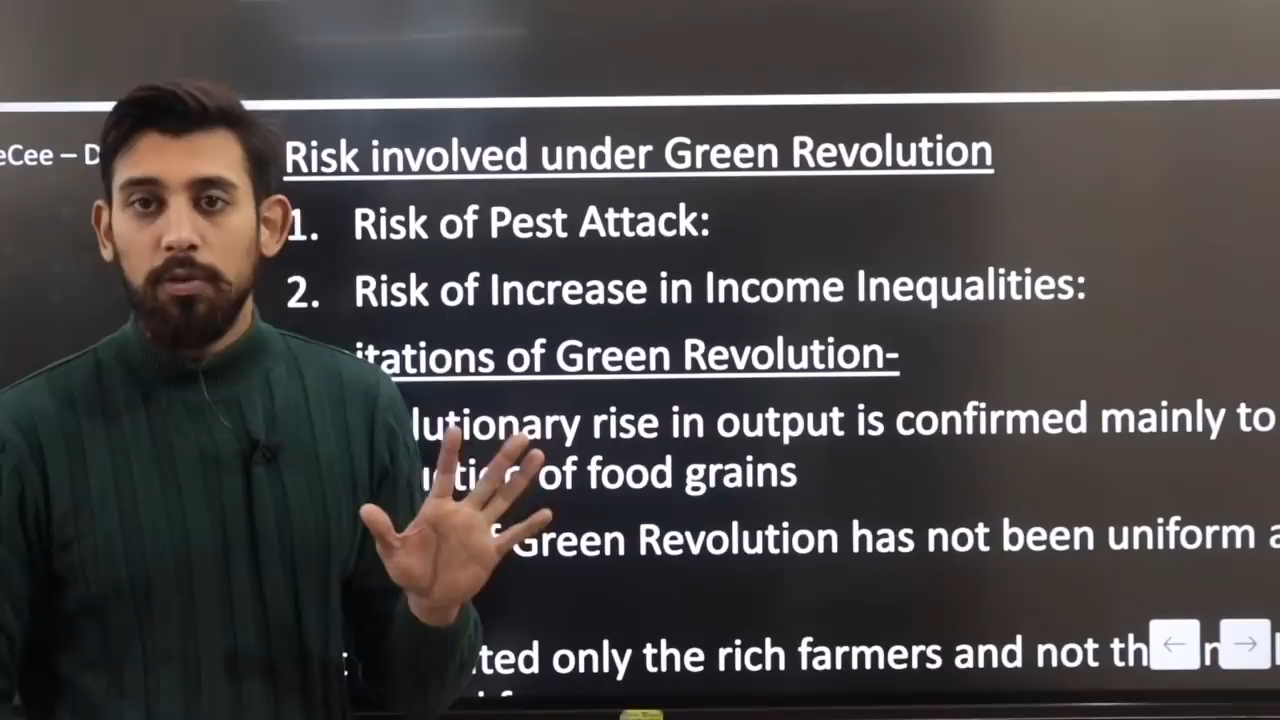 eCee – D
Risk involved under Green Revolution
1. Risk of Pest Attack:
2. Risk of Increase in Income Inequalities:
itations of Green Revolution-
lutionary rise in output is confirmed mainly to
of food grains
Green Revolution has not been uniform a
ted only the rich farmers and not th